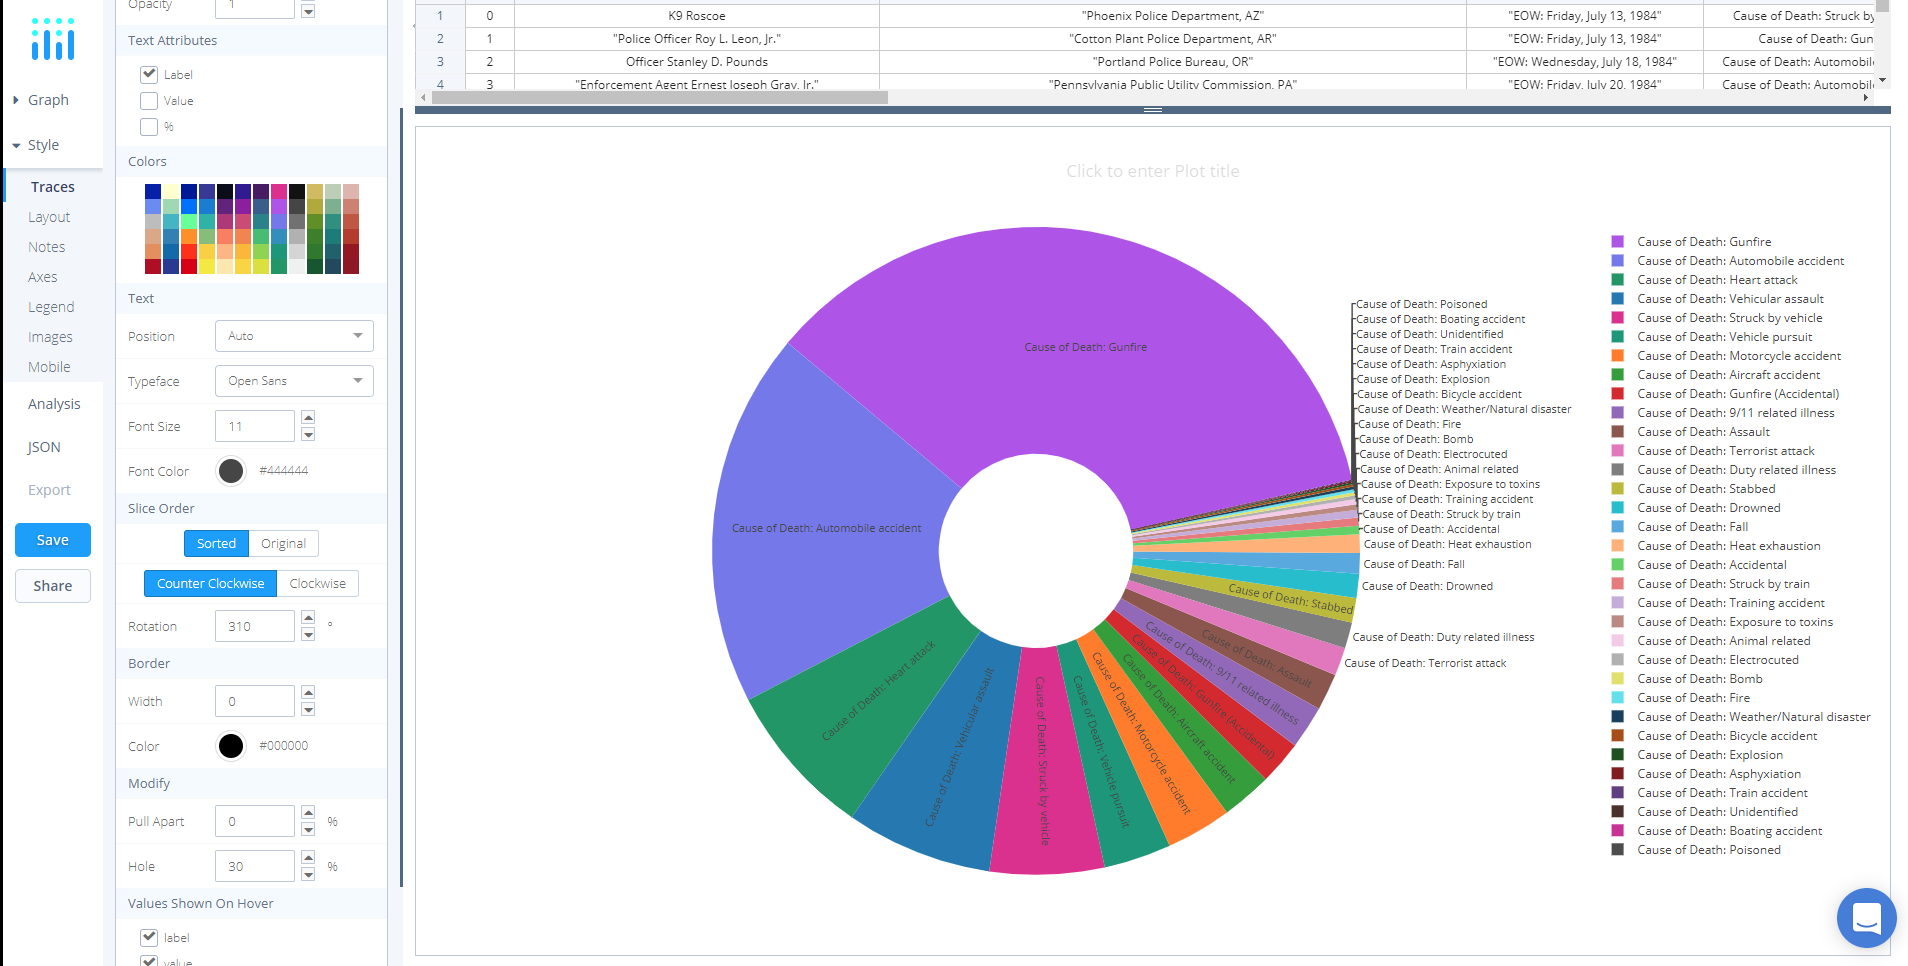 Opacity 1
Text Attributes
Label
Value
%
Colors
Text
Position Auto
Typeface Open Sans
Font Size 11
Font Color #444444
Slice Order
Sorted Original
Counter Clockwise Clockwise
Rotation 310 °
Border
Width 0
Color #000000
Modify
Pull Apart 0 %
Hole 30 %
Values Shown On Hover
label
value
Graph
Style
Traces
Layout
Notes
Axes
Legend
Images
Mobile
Analysis
JSON
Export
Save
Share
1 0 K9 Roscoe "Phoenix Police Department, AZ" "EOW: Friday, July 13, 1984" Cause of Death: Struck by
2 1 "Police Officer Roy L. Leon, Jr." "Cotton Plant Police Department, AR" "EOW: Friday, July 13, 1984" Cause of Death: Gun
3 2 Officer Stanley D. Pounds "Portland Police Bureau, OR" "EOW: Wednesday, July 18, 1984" Cause of Death: Automobil
4 3 "Enforcement Agent Ernest Joseph Gray, Jr." "Pennsylvania Public Utility Commission, PA" "EOW: Friday, July 20, 1984" Cause of Death: Automobil
Click to enter Plot title
Cause of Death: Gunfire
Cause of Death: Automobile accident
Cause of Death: Heart attack
Cause of Death: Vehicular assault
Cause of Death: Struck by vehicle
Cause of Death: Vehicle pursuit
Cause of Death: Motorcycle accident
Cause of Death: Aircraft accident
Cause of Death: Gunfire (Accidental)
Cause of Death: 9/11 related illness
Cause of Death: Assault
Cause of Death: Terrorist attack
Cause of Death: Duty related illness
Cause of Death: Stabbed
Cause of Death: Drowned
Cause of Death: Fall
Cause of Death: Heat exhaustion
Cause of Death: Accidental
Cause of Death: Struck by train
Cause of Death: Training accident
Cause of Death: Exposure to toxins
Cause of Death: Animal related
Cause of Death: Electrocuted
Cause of Death: Bomb
Cause of Death: Fire
Cause of Death: Weather/Natural disaster
Cause of Death: Bicycle accident
Cause of Death: Explosion
Cause of Death: Asphyxiation
Cause of Death: Train accident
Cause of Death: Unidentified
Cause of Death: Boating accident
Cause of Death: Poisoned
Cause of Death: Gunfire
Cause of Death: Automobile accident
Cause of Death: Heart attack
Cause of Death: Vehicular assault
Cause of Death: Struck by vehicle
Cause of Death: Vehicle pursuit
Cause of Death: Motorcycle accident
Cause of Death: Aircraft accident
Cause of Death: Gunfire (Accidental)
Cause of Death: 9/11 related illness
Cause of Death: Assault
Cause of Death: Terrorist attack
Cause of Death: Duty related illness
Cause of Death: Stabbed
Cause of Death: Drowned
Cause of Death: Fall
Cause of Death: Heat exhaustion
Cause of Death: Accidental
Cause of Death: Struck by train
Cause of Death: Training accident
Cause of Death: Exposure to toxins
Cause of Death: Animal related
Cause of Death: Electrocuted
Cause of Death: Bomb
Cause of Death: Fire
Cause of Death: Weather/Natural disaster
Cause of Death: Bicycle accident
Cause of Death: Explosion
Cause of Death: Asphyxiation
Cause of Death: Train accident
Cause of Death: Unidentified
Cause of Death: Boating accident
Cause of Death: Poisoned